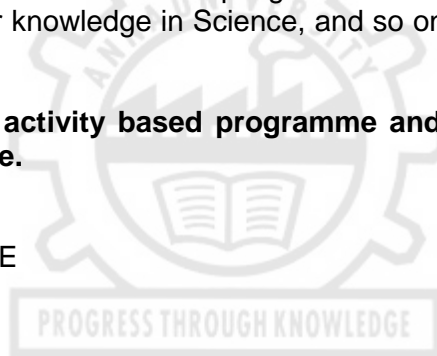 r knowledge in Science, and so or
activity based programme and
e.
E
PROGRESS THROUGH KNOWLEDGE